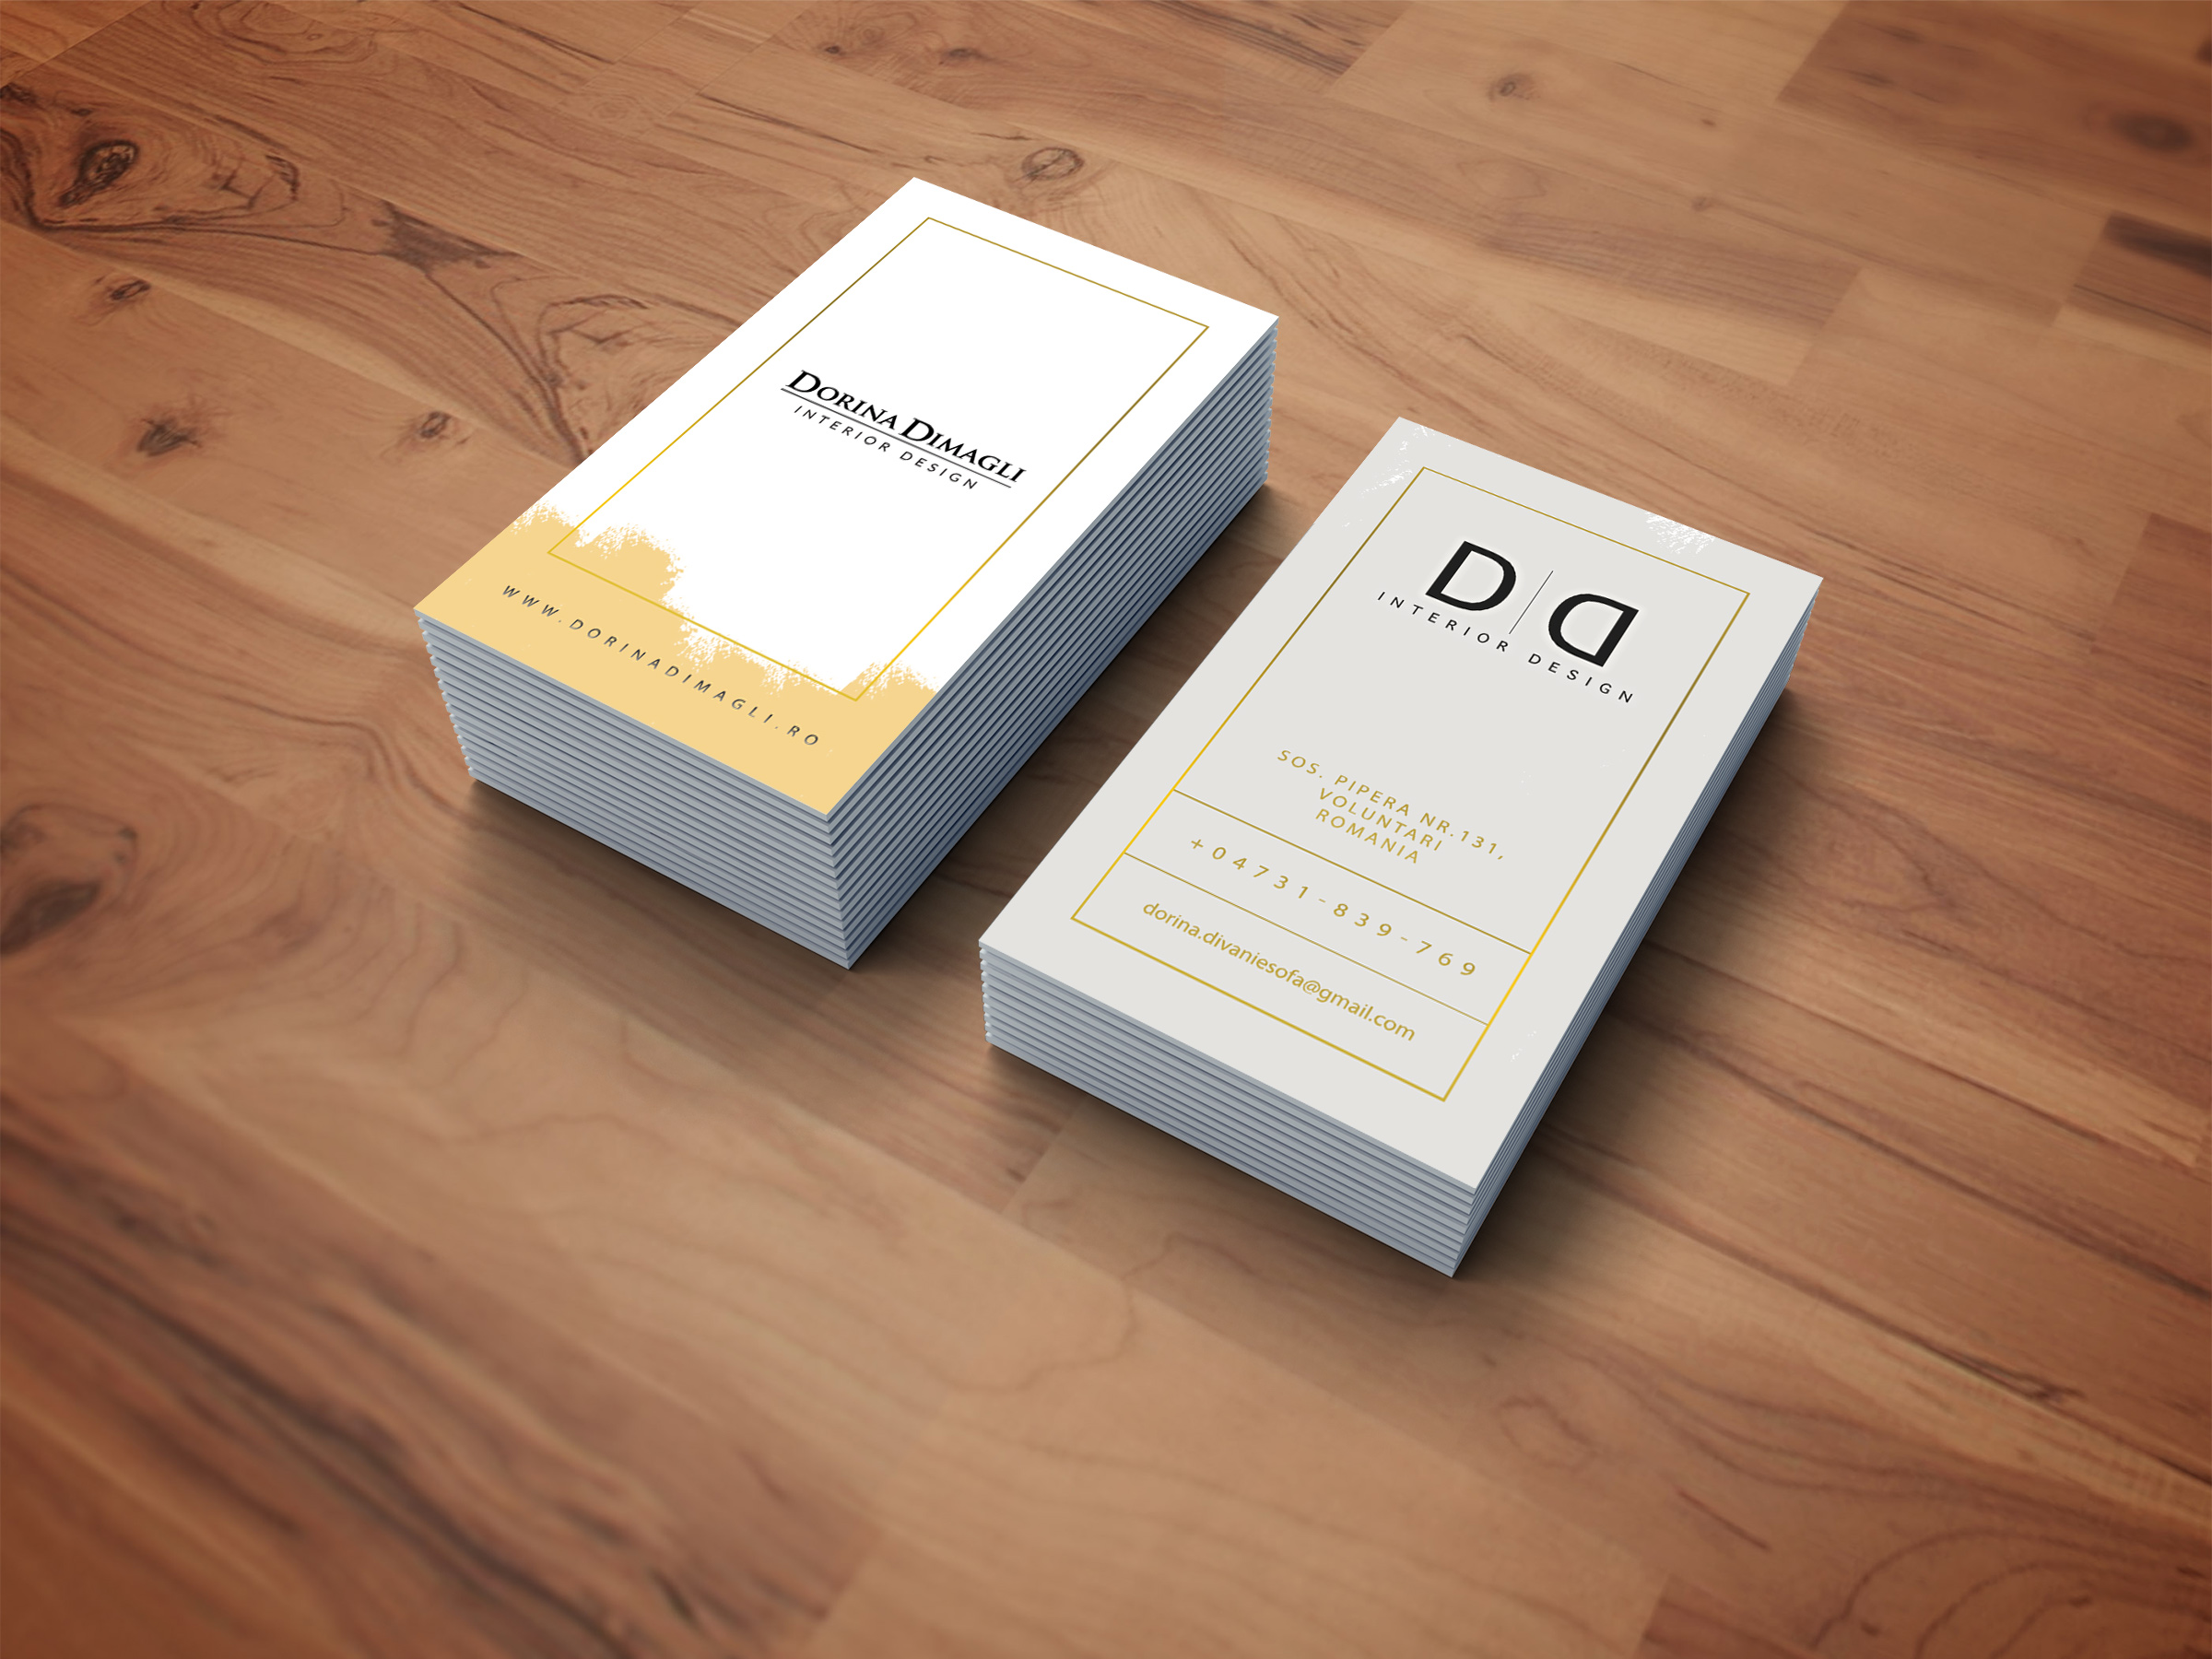 DORINA DIMAGLI
INTERIOR DESIGN
WWW.DORINADIMAGLI.RO
D D
INTERIOR DESIGN
SOS. PIPERA NR.131,
VOLUNTARI
ROMANIA
+04731-839-769
dorina.divaniesofa@gmail.com